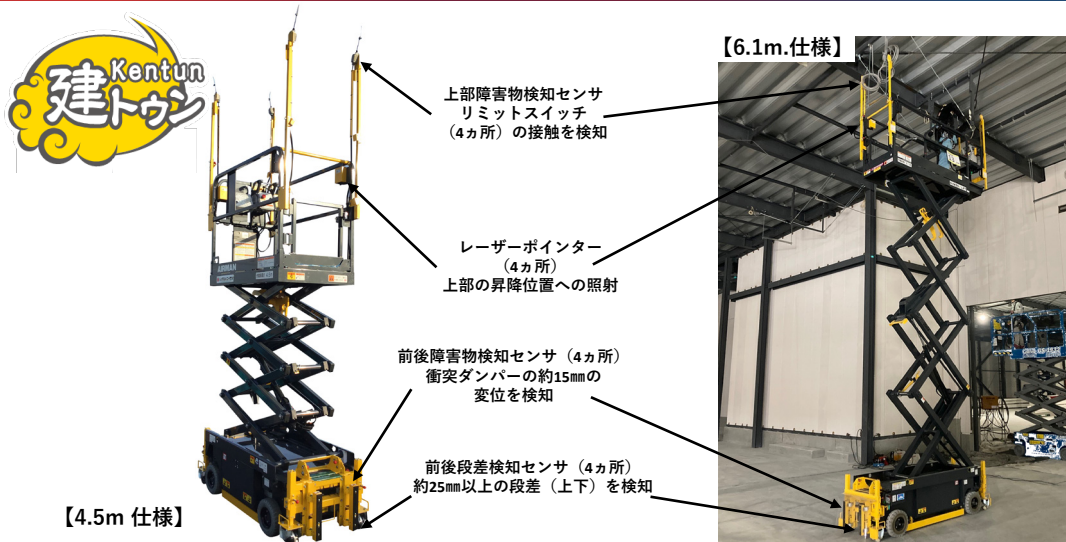 建トゥン
Kentun
【6.1m.仕様】
上部障害物検知センサ
リミットスイッチ
（4ヵ所）の接触を検知
レーザーポインター
（4ヵ所）
上部の昇降位置への照射
AIRMAN
前後障害物検知センサ（4ヵ所）
衝突ダンパーの約15㎜の
変位を検知
前後段差検知センサ（4ヵ所）
約25㎜以上の段差（上下）を検知
【4.5m 仕様】